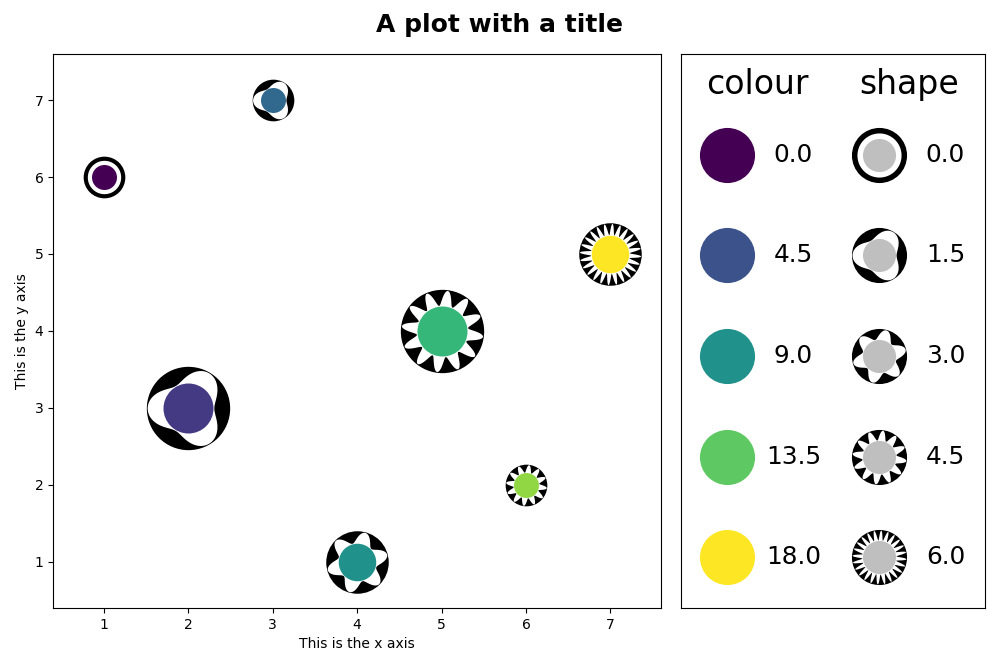 A plot with a title
This is the y axis
7
6
5
4
3
2
1
1 2 3 4 5 6 7
This is the x axis
colour shape
0.0 0.0
4.5 1.5
9.0 3.0
13.5 4.5
18.0 6.0